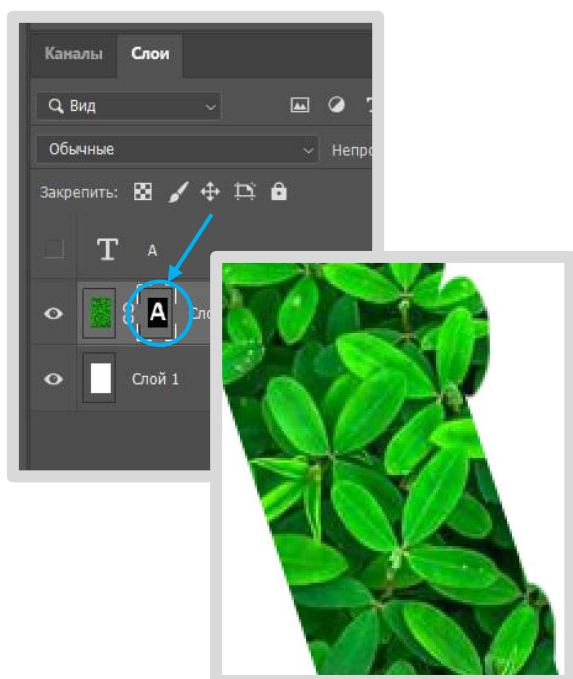 Каналы Слои
Вид
Обычные Непро
Закрепить:
T A
A Сло
Слой 1